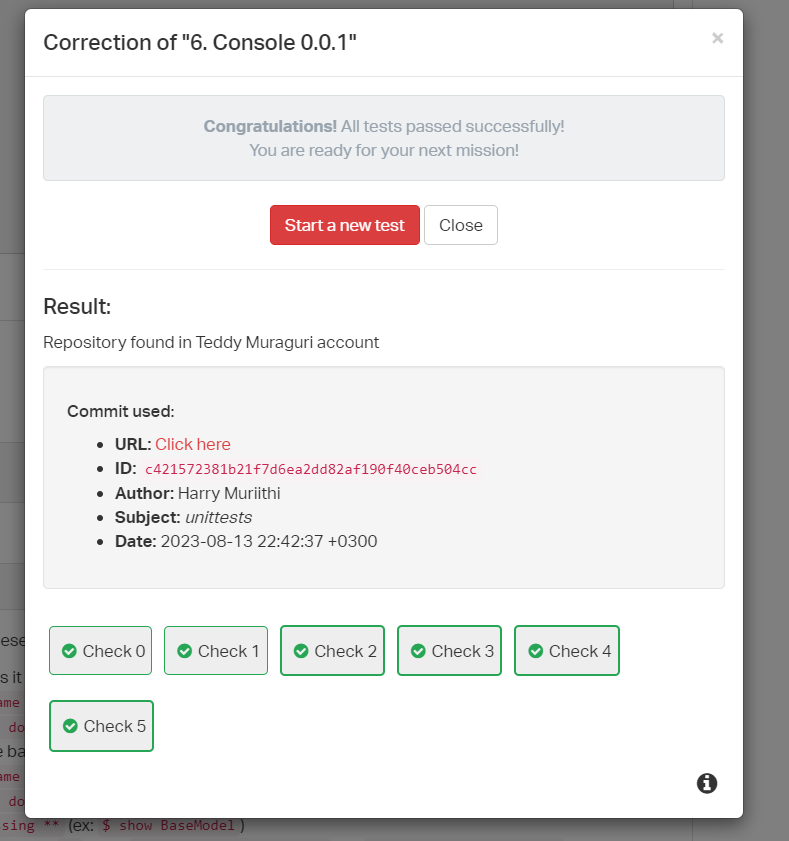 Correction of "6. Console 0.0.1"
×
Congratulations! All tests passed successfully!
You are ready for your next mission!
Start a new test
Close
Result:
Repository found in Teddy Muraguri account
Commit used:
• URL: Click here
• ID: c421572381b21f7d6ea2dd82af190f40ceb504cc
• Author: Harry Muriithi
• Subject: unittests
• Date: 2023-08-13 22:42:37 +0300
Check 0
Check 1
Check 2
Check 3
Check 4
Check 5
ese
s it
ame
do
e ba
ame
do
sing ** (ex: $ show BaseModel )